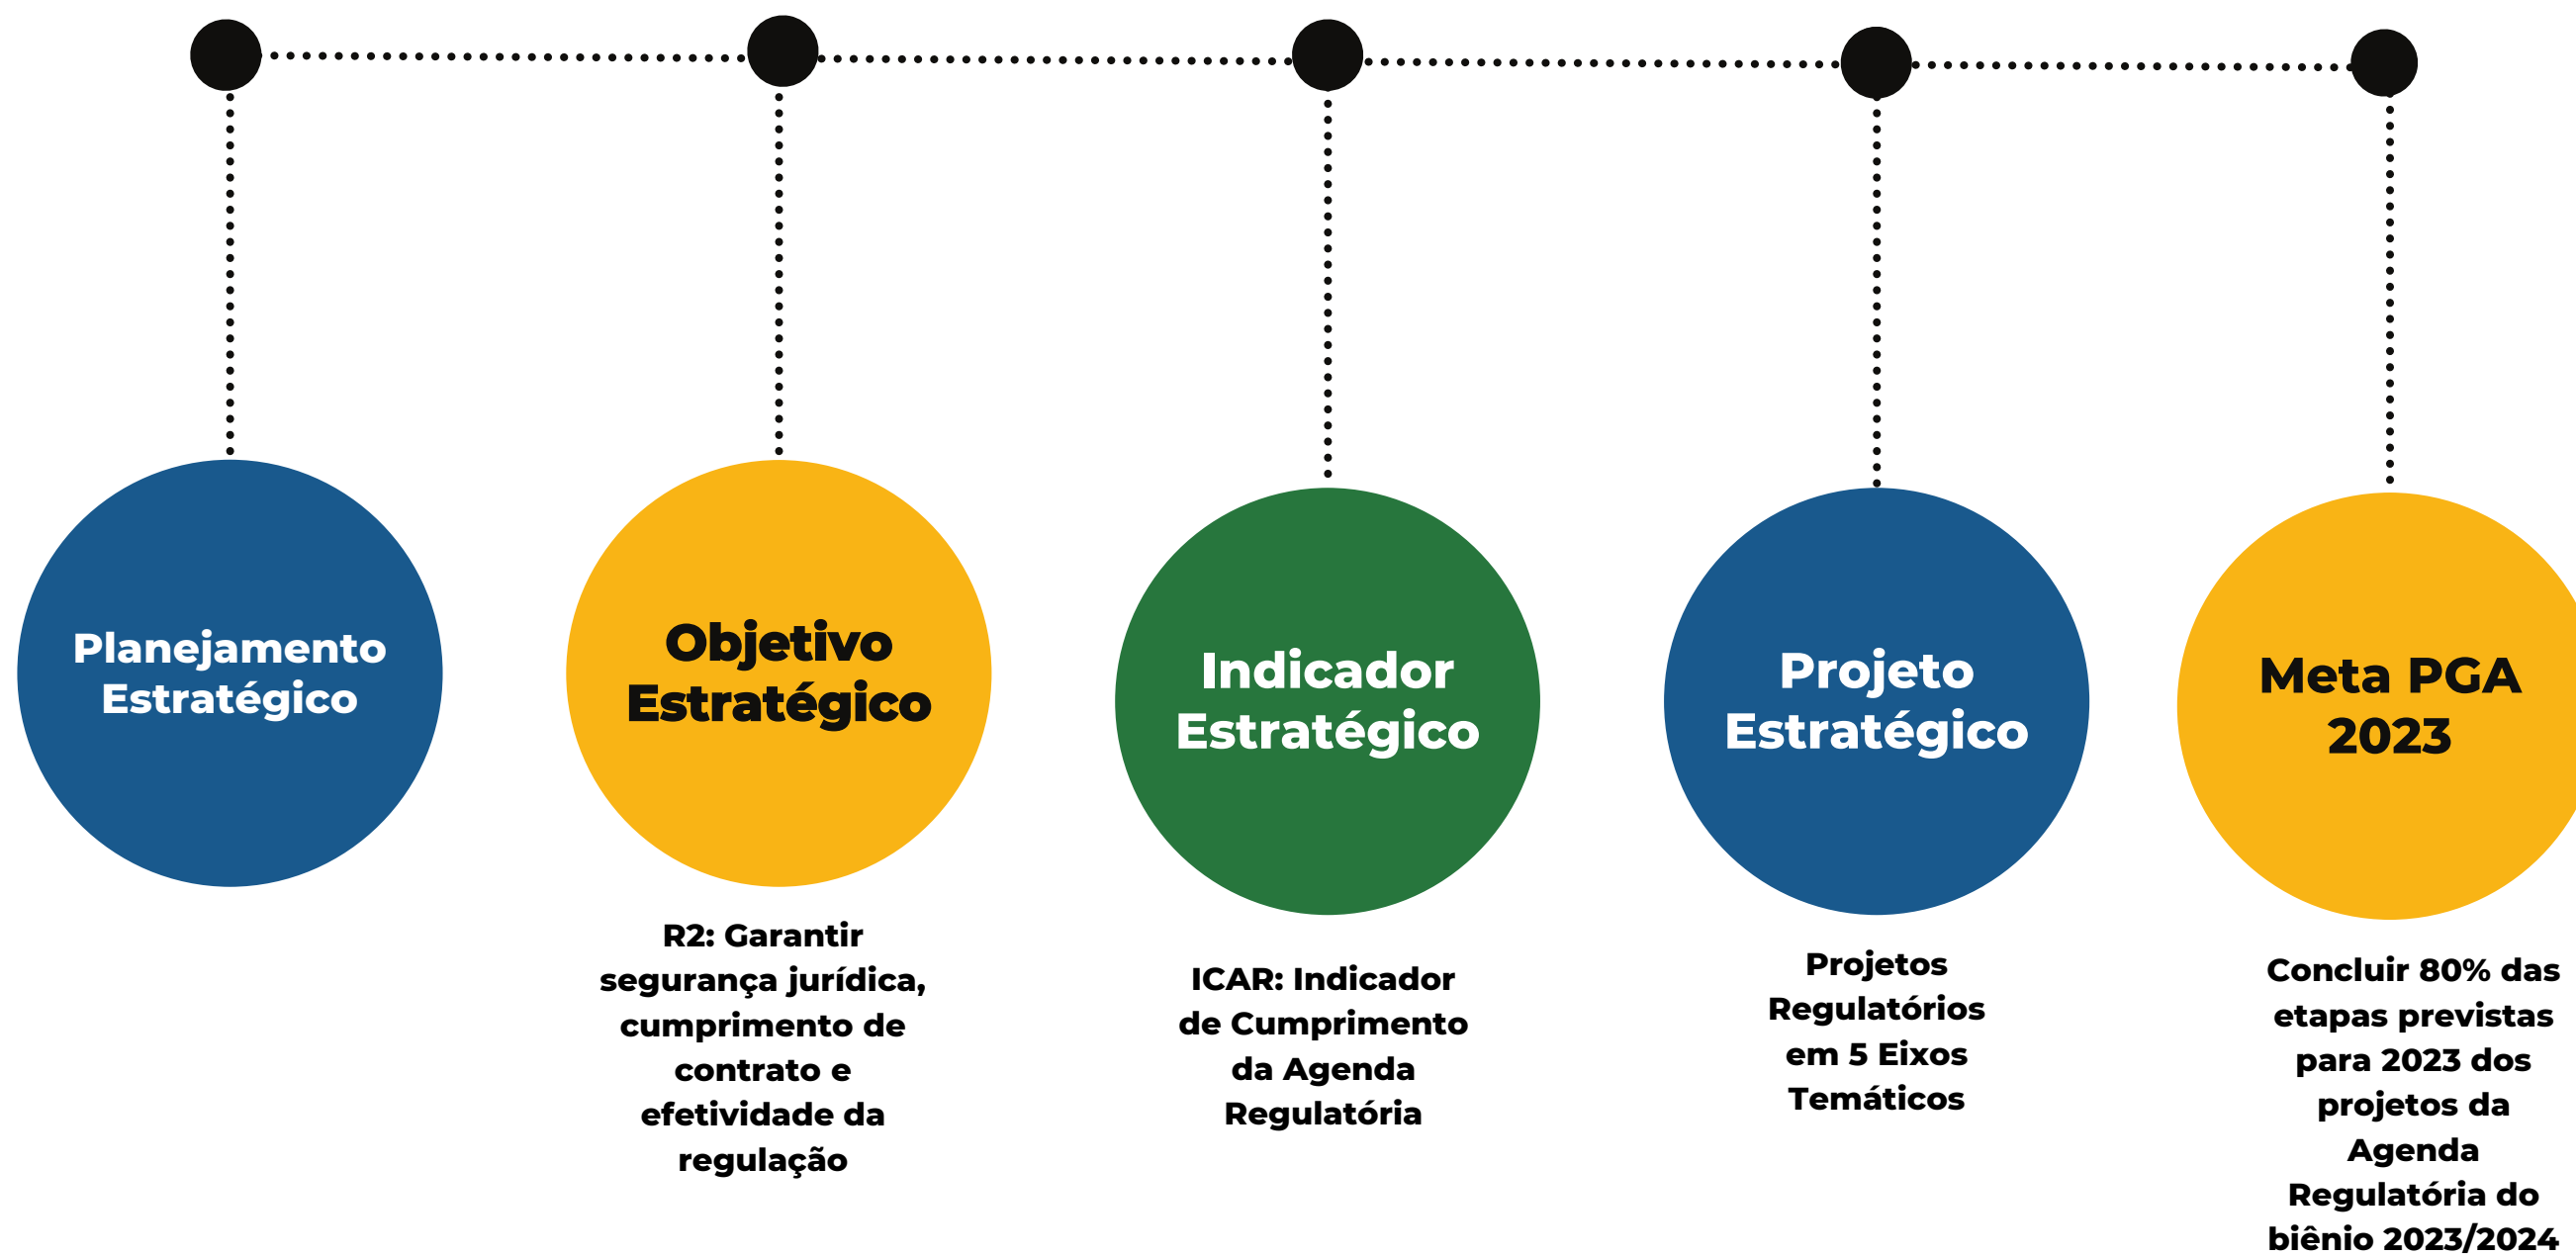 Planejamento
Estratégico
Objetivo
Estratégico
R2: Garantir
segurança jurídica,
cumprimento de
contrato e
efetividade da
regulação
Indicador
Estratégico
ICAR: Indicador
de Cumprimento
da Agenda
Regulatória
Projeto
Estratégico
Projetos
Regulatórios
em 5 Eixos
Temáticos
Meta PGA
2023
Concluir 80% das
etapas previstas
para 2023 dos
projetos da
Agenda
Regulatória do
biênio 2023/2024